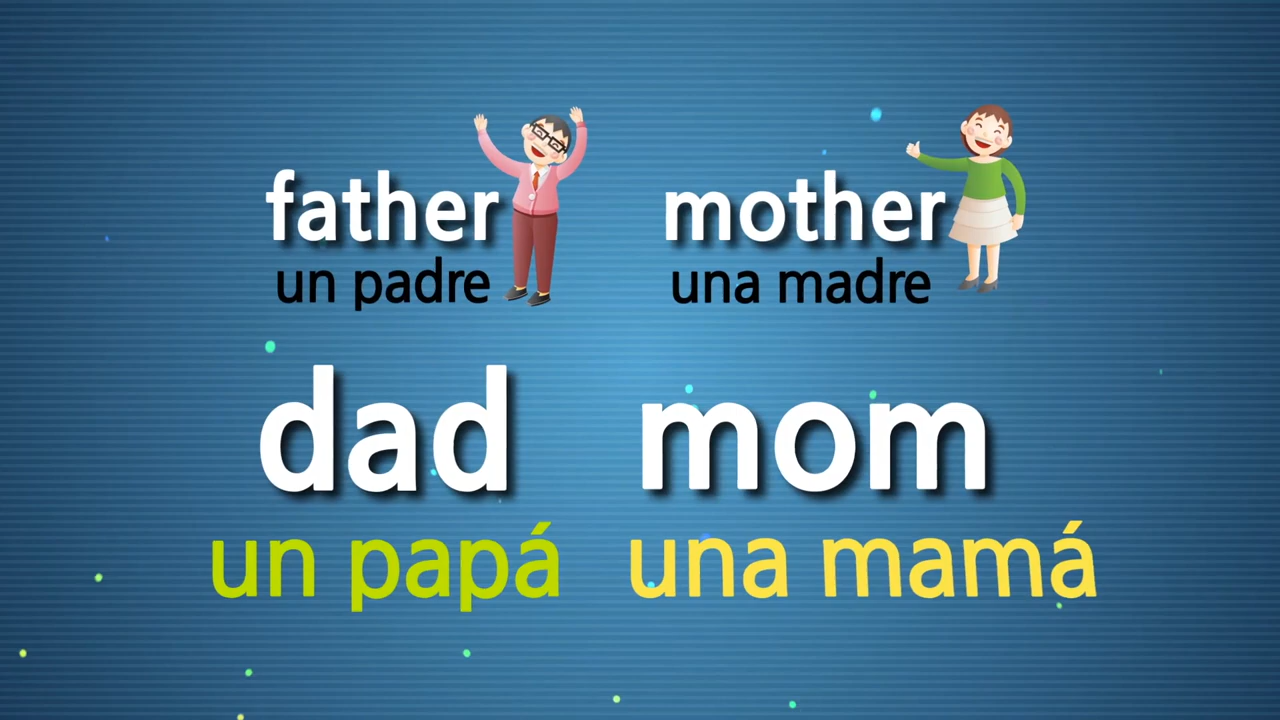 father mother
un padre una madre
dad mom
un papá una mamá